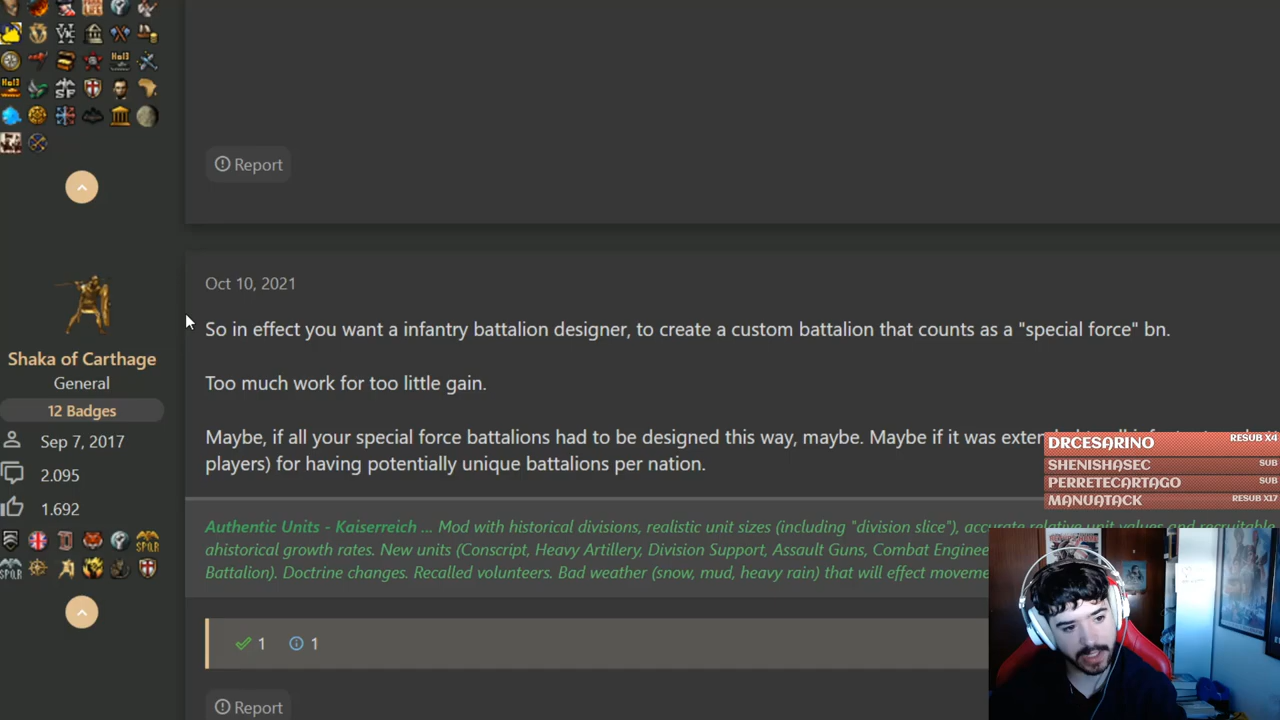 Report
Oct 10, 2021
So in effect you want a infantry battalion designer, to create a custom battalion that counts as a "special force" bn.
Shaka of Carthage
General
12 Badges
Sep 7, 2017
2.095
1.692
Too much work for too little gain.
Maybe, if all your special force battalions had to be designed this way, maybe. Maybe if it was
players) for having potentially unique battalions per nation.
Authentic Units - Kaiserreich ... Mod with historical divisions, realistic unit sizes (including "division slice"), accurate relative unit values and recruitable
ahistorical growth rates. New units (Conscript, Heavy Artillery, Division Support, Assault Guns, Combat
Battalion). Doctrine changes. Recalled volunteers. Bad weather (snow, mud, heavy rain) that will effect
1 1
Report
DRCESARINO RESUB X4
SHENISHASEC SUB
PERRETECARTAGO SUB
MANUATACK RESUB X17